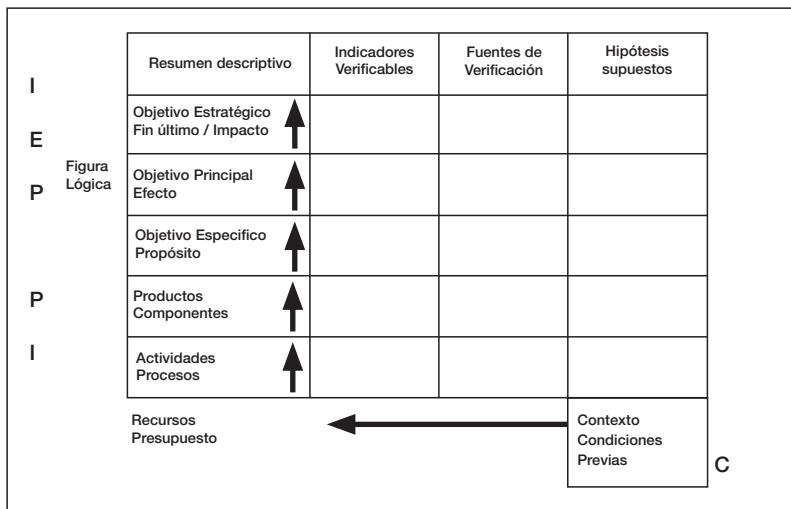 Resumen descriptivo
Indicadores
Verificables
Fuentes de
Verificación
Hipótesis
supuestos
I
E
P
P
I
Figura
Lógica
Objetivo Estratégico
Fin último / Impacto
Objetivo Principal
Efecto
Objetivo Especifico
Propósito
Productos
Componentes
Actividades
Procesos
Recursos
Presupuesto
Contexto
Condiciones
Previas
C